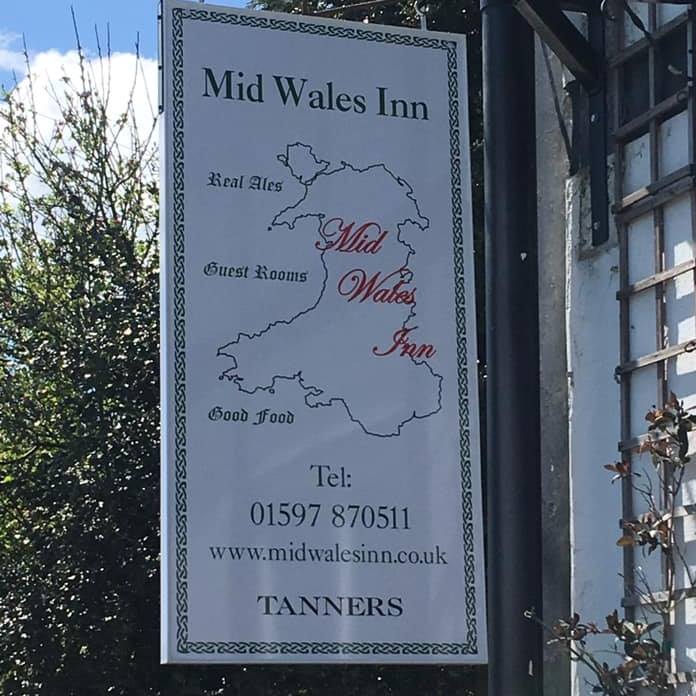 Mid Wales Inn
Real Ales
Mid
Wales
Inn
Guest Rooms
Good Food
Tel:
01597 870511
www.midwalesinn.co.uk
TANNERS